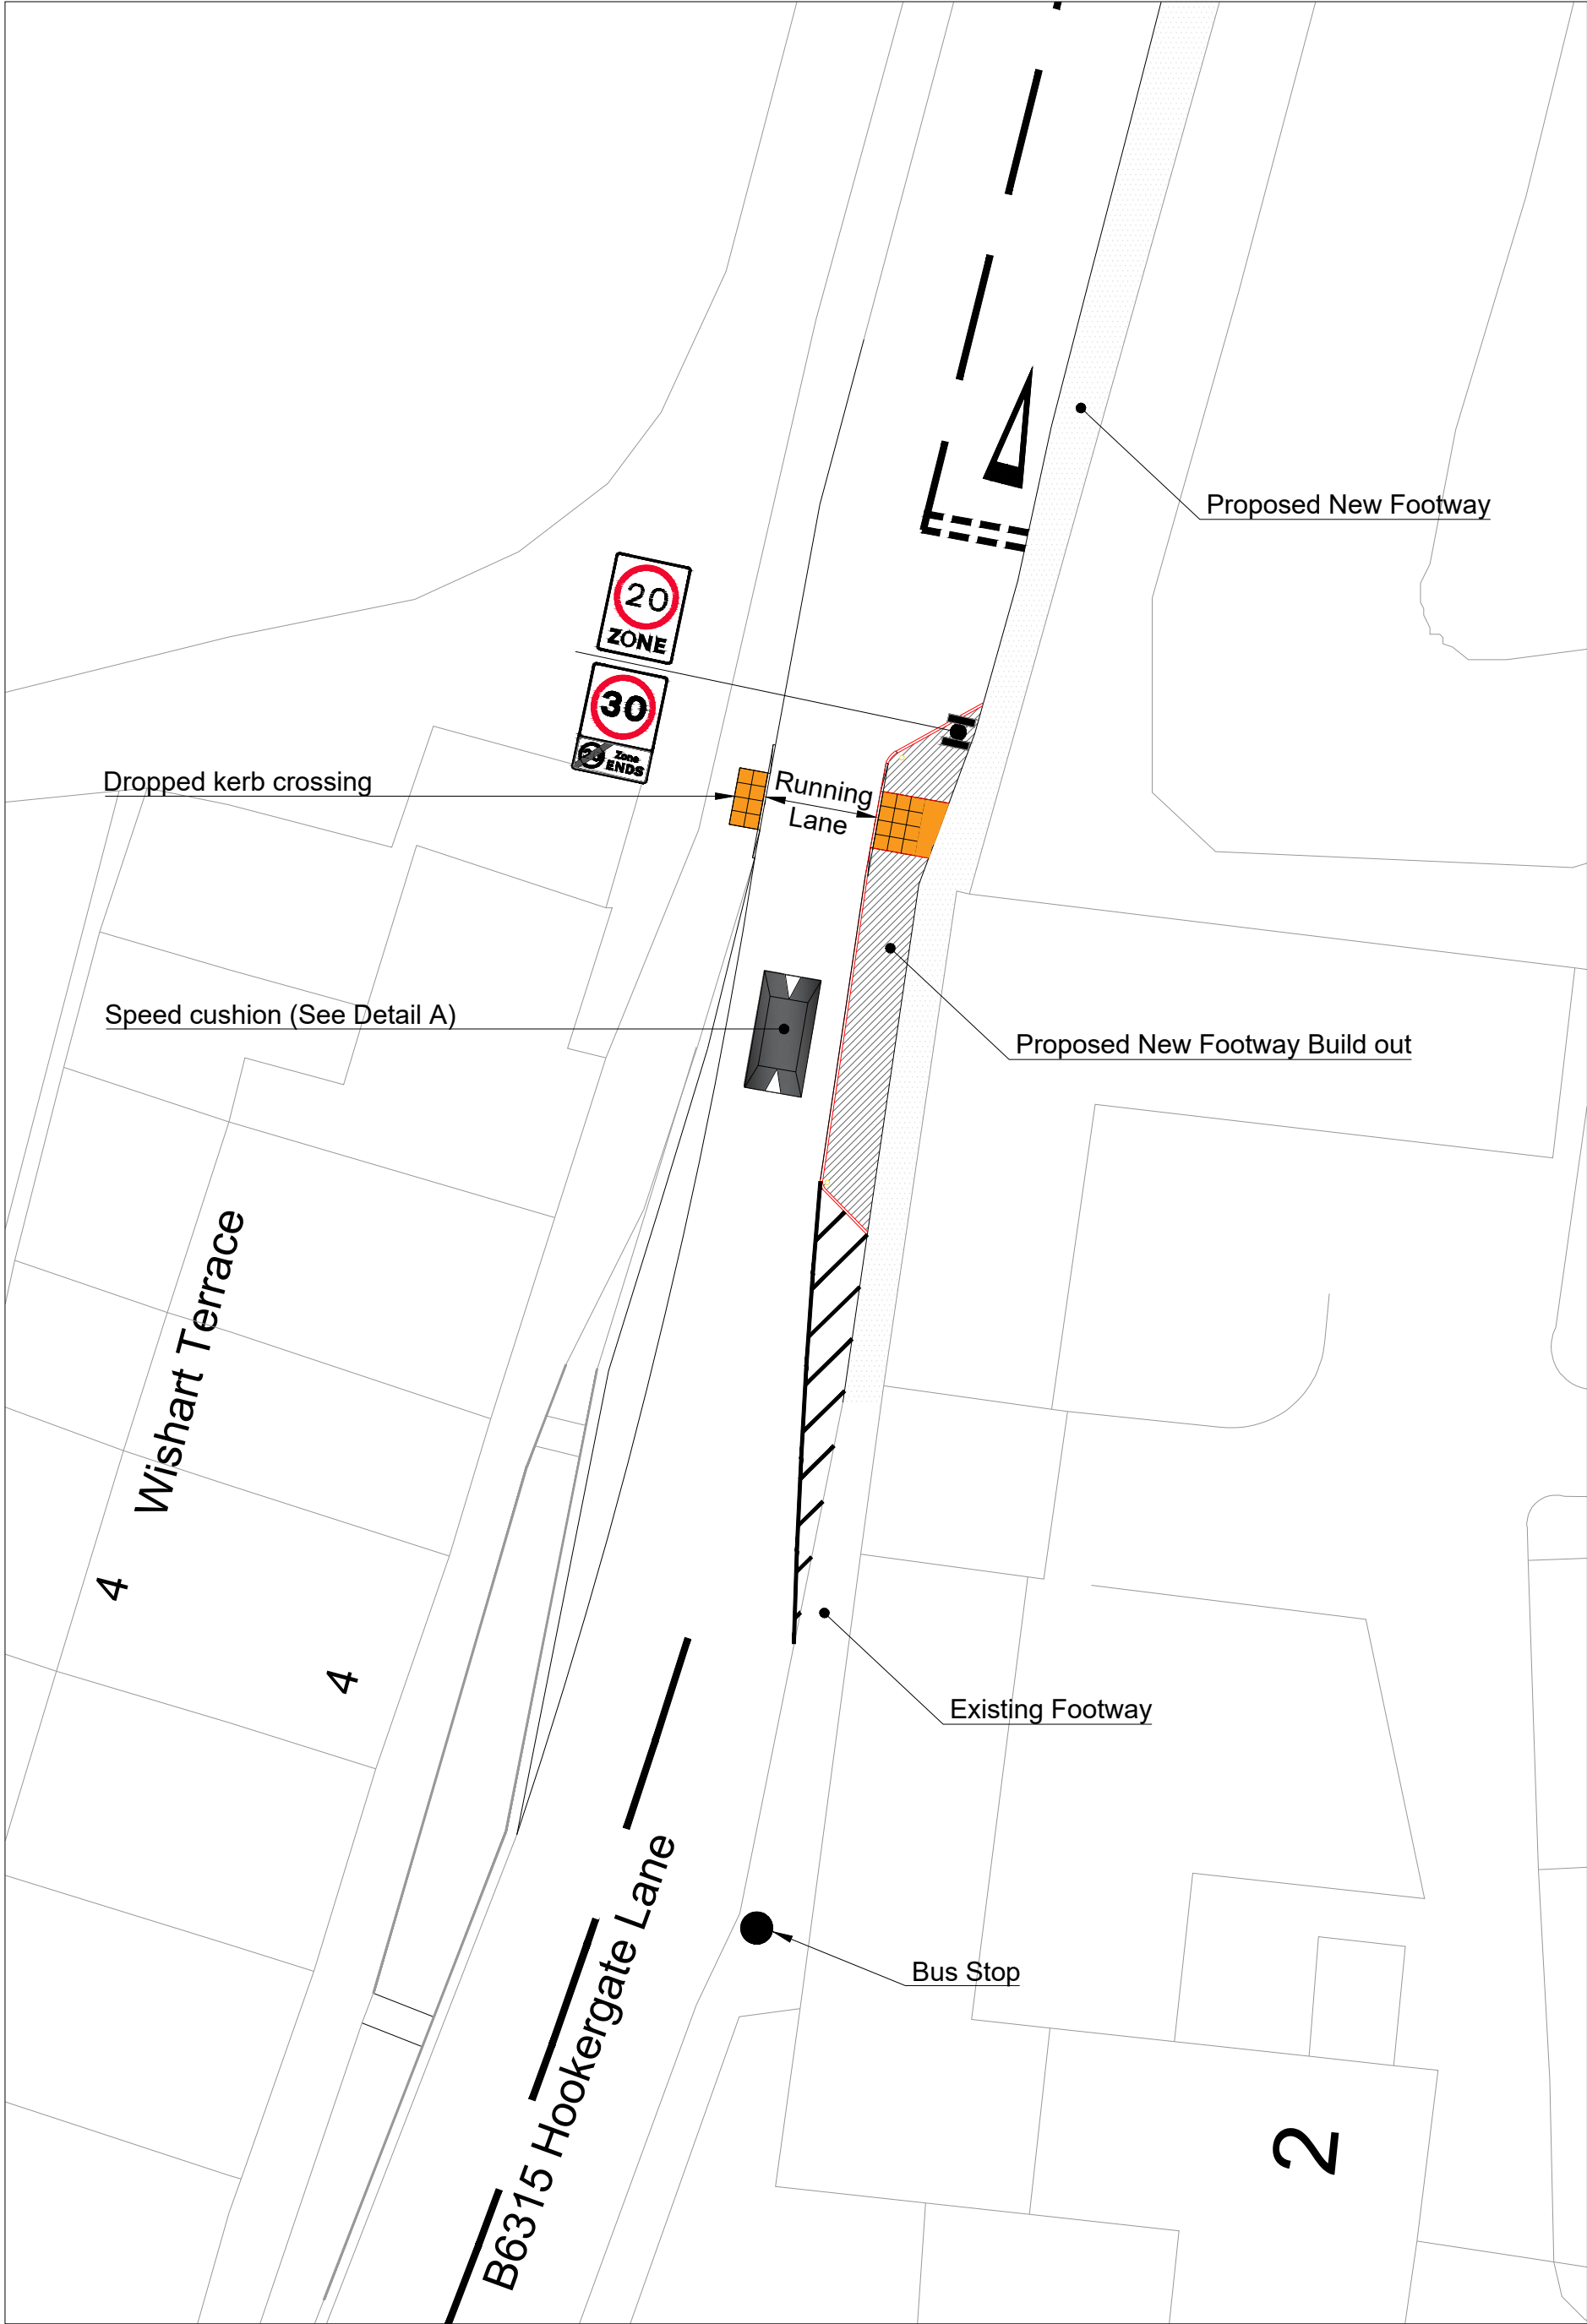 Proposed New Footway
20
ZONE
30
Zone
ENDS
Dropped kerb crossing
Running
Lane
Speed cushion (See Detail A)
Proposed New Footway Build out
Wishart Terrace
4
4
Existing Footway
B6315 Hookergate Lane
Bus Stop
2